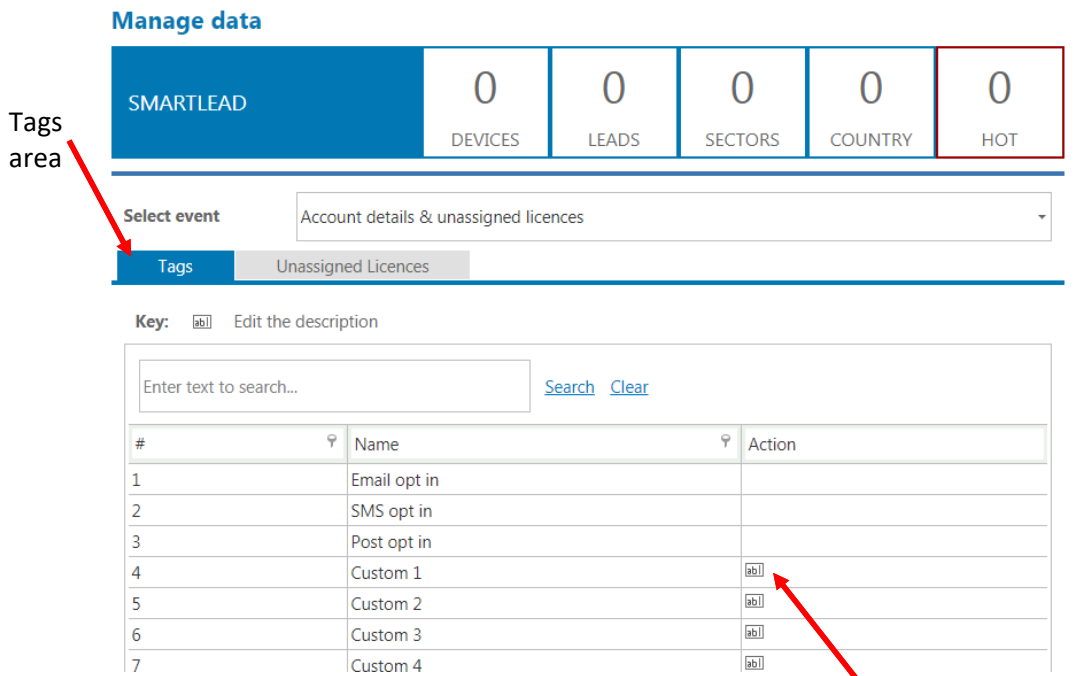 Manage data
SMARTLEAD
0 0 0 0 0
DEVICES LEADS SECTORS COUNTRY HOT
Tags
area
Select event Account details & unassigned licences
Tags Unassigned Licences
Key: abl Edit the description
Enter text to search... Search Clear
# Name Action
1 Email opt in
2 SMS opt in
3 Post opt in
4 Custom 1 abl
5 Custom 2 abl
6 Custom 3 abl
7 Custom 4 abl